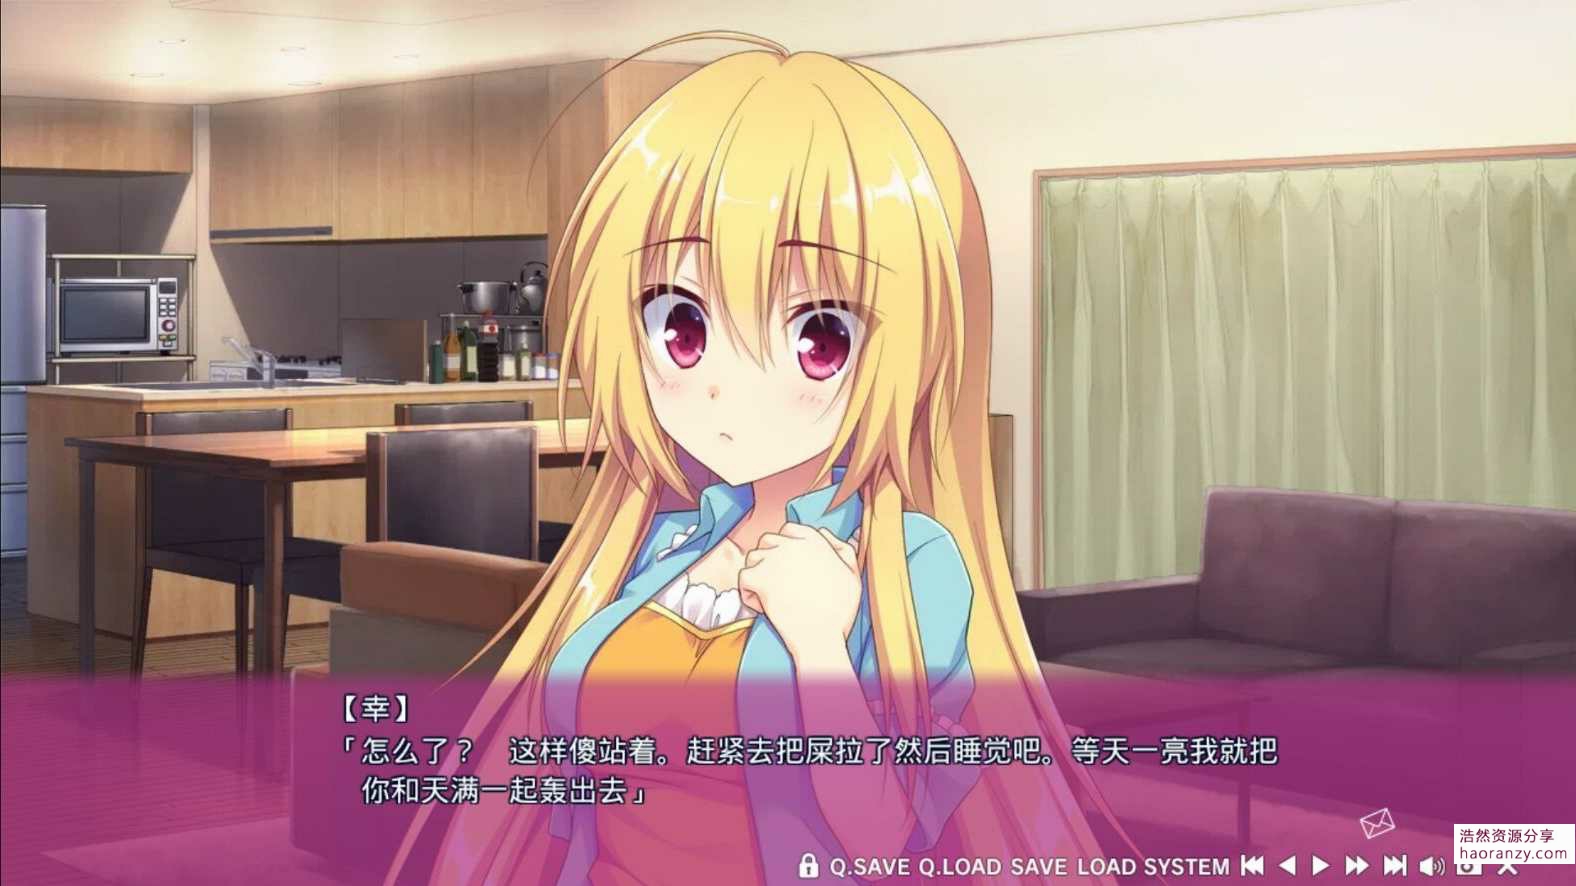 【幸】
「怎么了？　这样傻站着。赶紧去把屎拉了然后睡觉吧。等天一亮我就把
你和天满一起轰出去」
Q.SAVE Q.LOAD SAVE LOAD SYSTEM
浩然资源分享
haoranzy.com